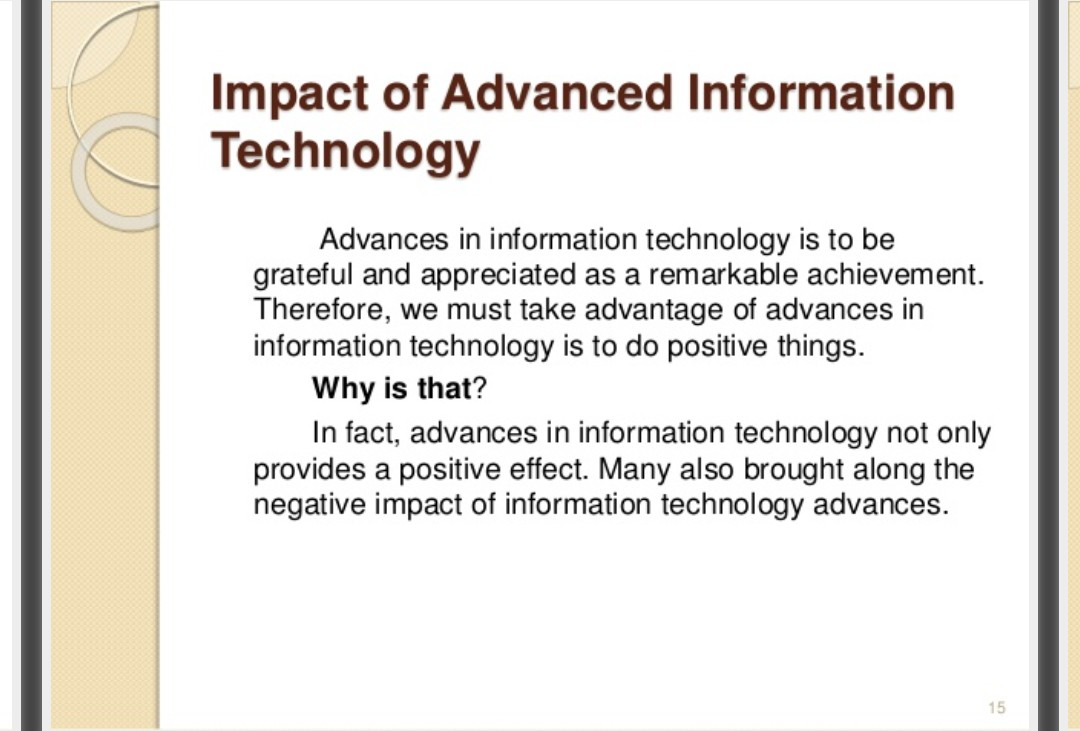 Impact of Advanced Information
Technology
Advances in information technology is to be
grateful and appreciated as a remarkable achievement.
Therefore, we must take advantage of advances in
information technology is to do positive things.
Why is that?
In fact, advances in information technology not only
provides a positive effect. Many also brought along the
negative impact of information technology advances.
15